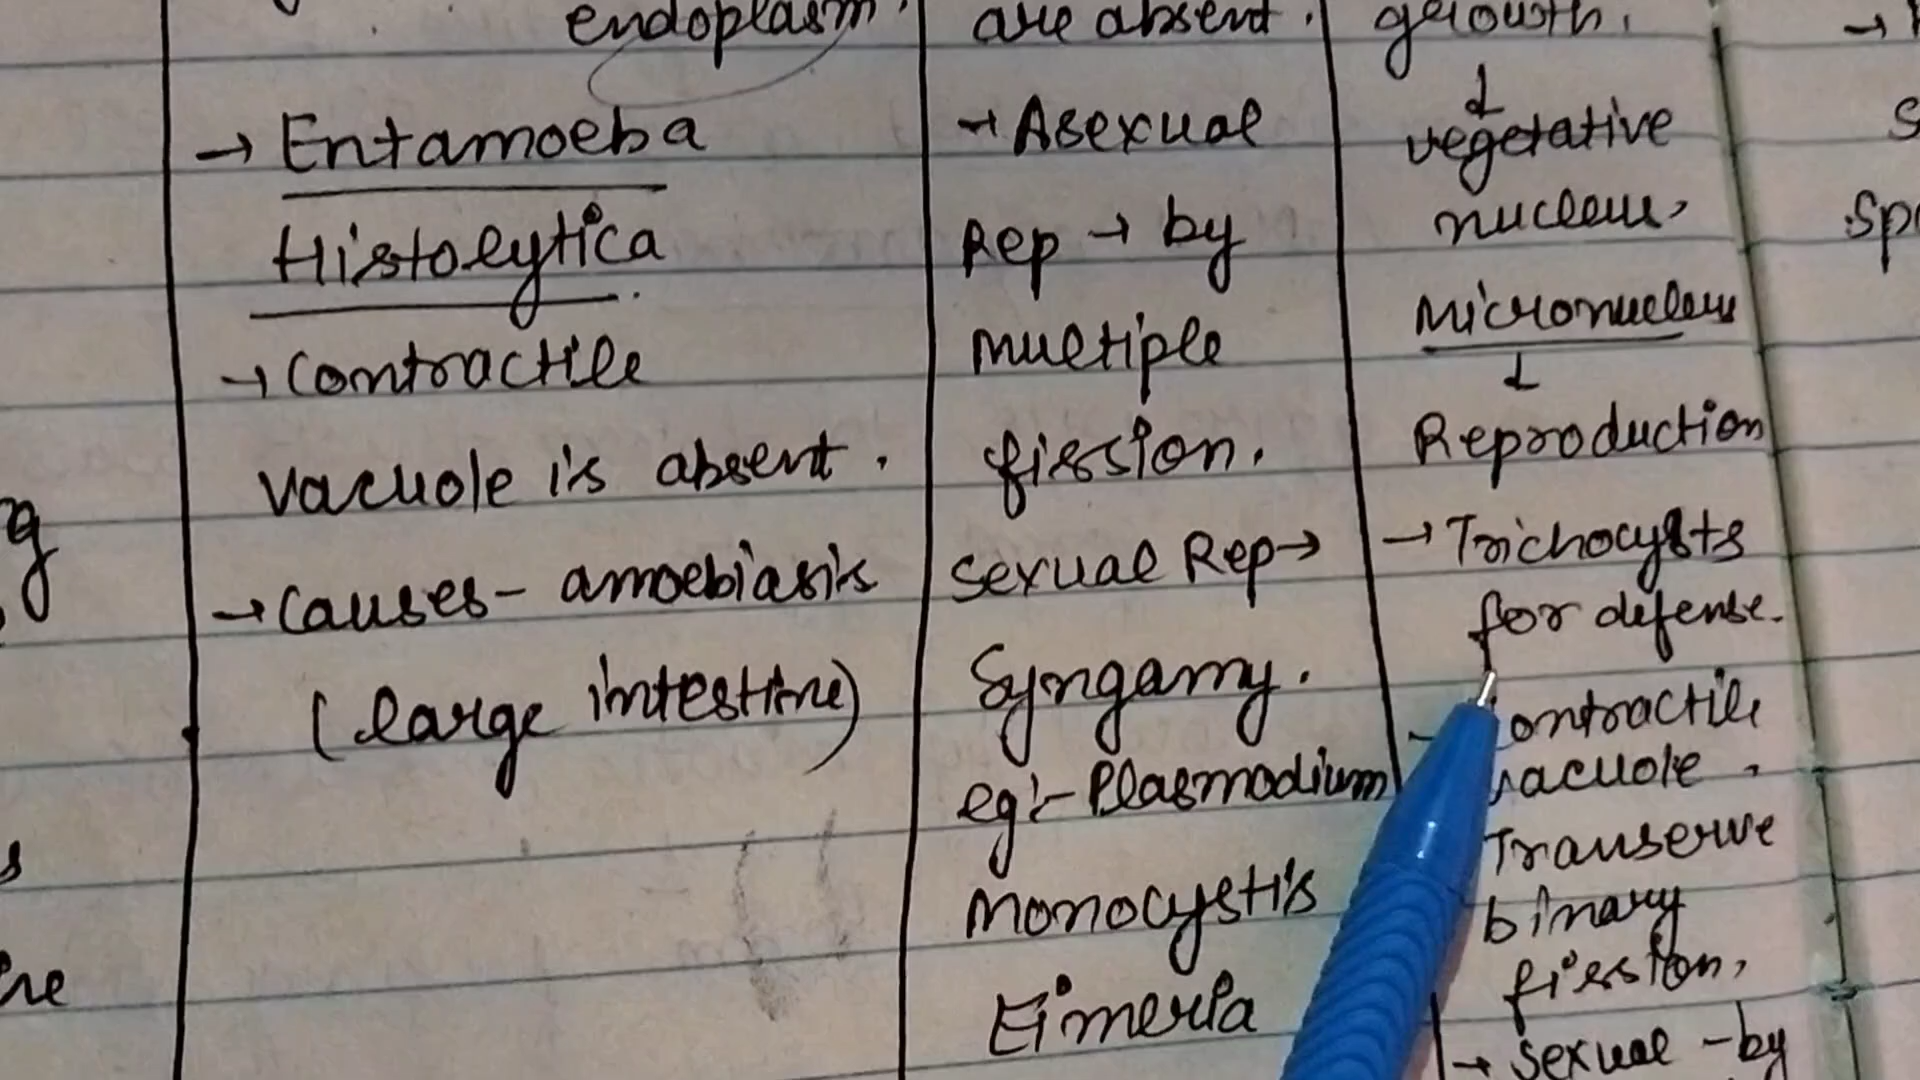 endoplasm.
→ Entamoeba
Histolytica.
→ Contractile
vacuole is absent.
→ causes- amoebiasis
(large intestine)
are absent.
→ Asexual
Rep → by
multiple
fission.
sexual Rep→
Syngamy.
eg:- Plasmodium
Monocystis
Eimeria
growth.
↓
vegetative
nucleus,
Micronucleus
↓
Reproduction
→ Trichocysts
for defense.
contractile
vacuole.
Transerve
binary
fission,
→ sexual -by